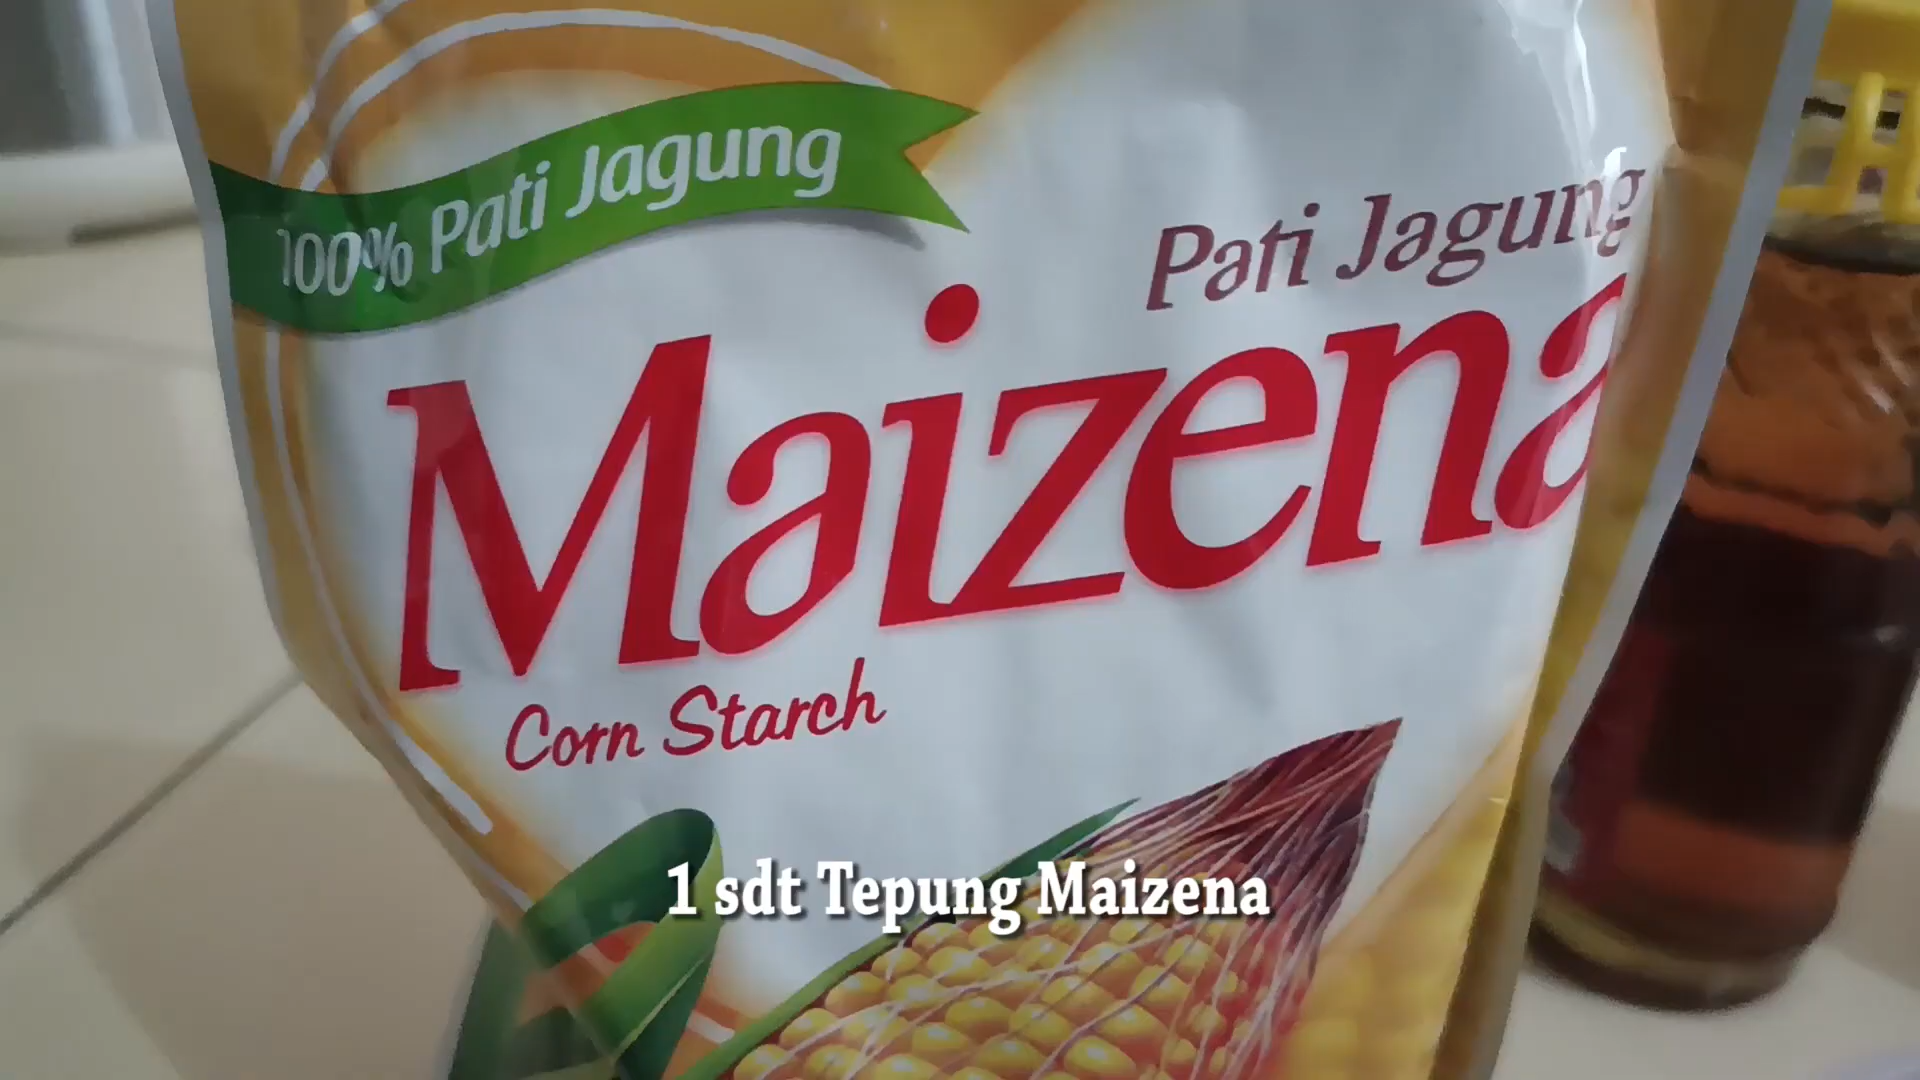 100% Pati Jagung
Pati Jagung
Maizena
Corn Starch
1 sdt Tepung Maizena